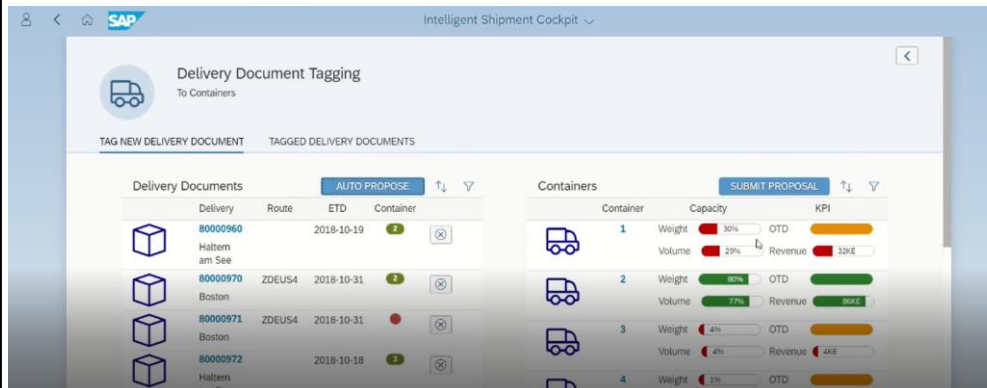 SAP Intelligent Shipment Cockpit
Delivery Document Tagging
To Containers
TAG NEW DELIVERY DOCUMENT TAGGED DELIVERY DOCUMENTS
Delivery Documents AUTO PROPOSE
Delivery Route ETD Container
80000960 2018-10-19 2
Haltern
am See
80000970 ZDEUS4 2018-10-31 2
Boston
80000971 ZDEUS4 2018-10-31
Boston
80000972 2018-10-18 3
Haltern
Containers SUBMIT PROPOSAL
Container Capacity KPI
1 Weight 30% OTD
Volume 29% Revenue 32K€
2 Weight 80% OTD
Volume 77% Revenue 86K€
3 Weight 4% OTD
Volume 4% Revenue 4K€
4 Weight 1% OTD